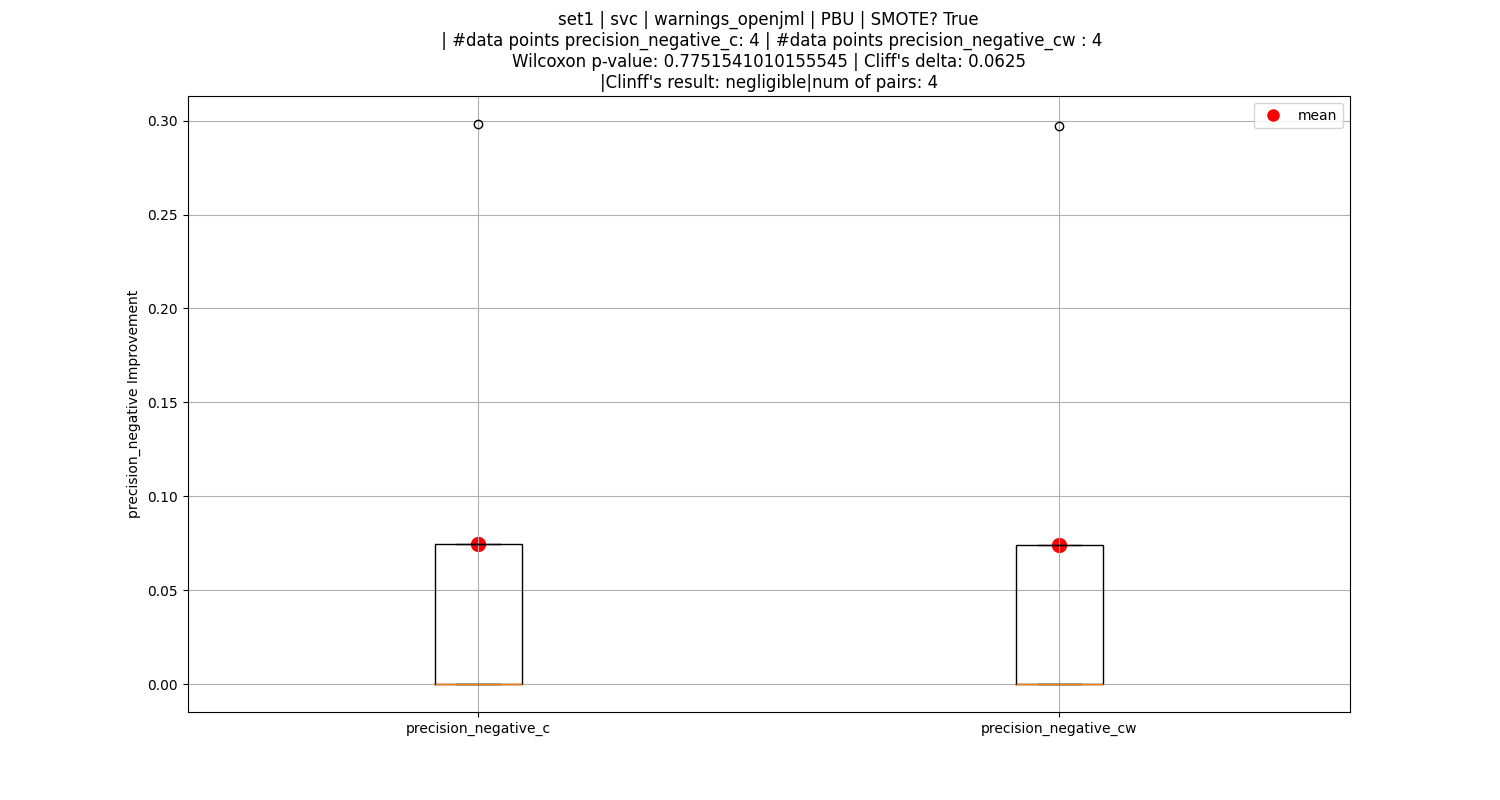 set1 | svc | warnings_openjml | PBU | SMOTE? True
| #data points precision_negative_c: 4 | #data points precision_negative_cw : 4
Wilcoxon p-value: 0.7751541010155545 | Cliff's delta: 0.0625
|Clinff's result: negligible|num of pairs: 4
mean
0.30
0.25
0.20
0.15
0.10
0.05
0.00
precision_negative Improvement
precision_negative_c
precision_negative_cw